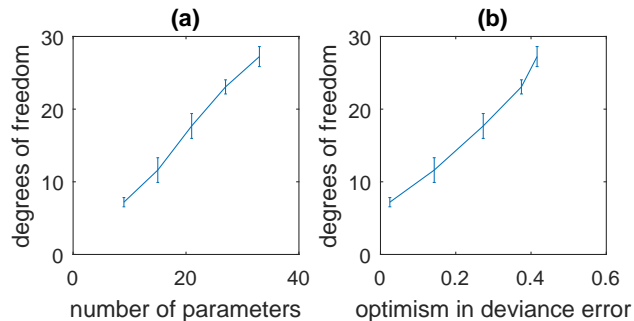 (a)
30
20
10
0
degrees of freedom
0 20 40
number of parameters
(b)
30
20
10
0
degrees of freedom
0 0.2 0.4 0.6
optimism in deviance error